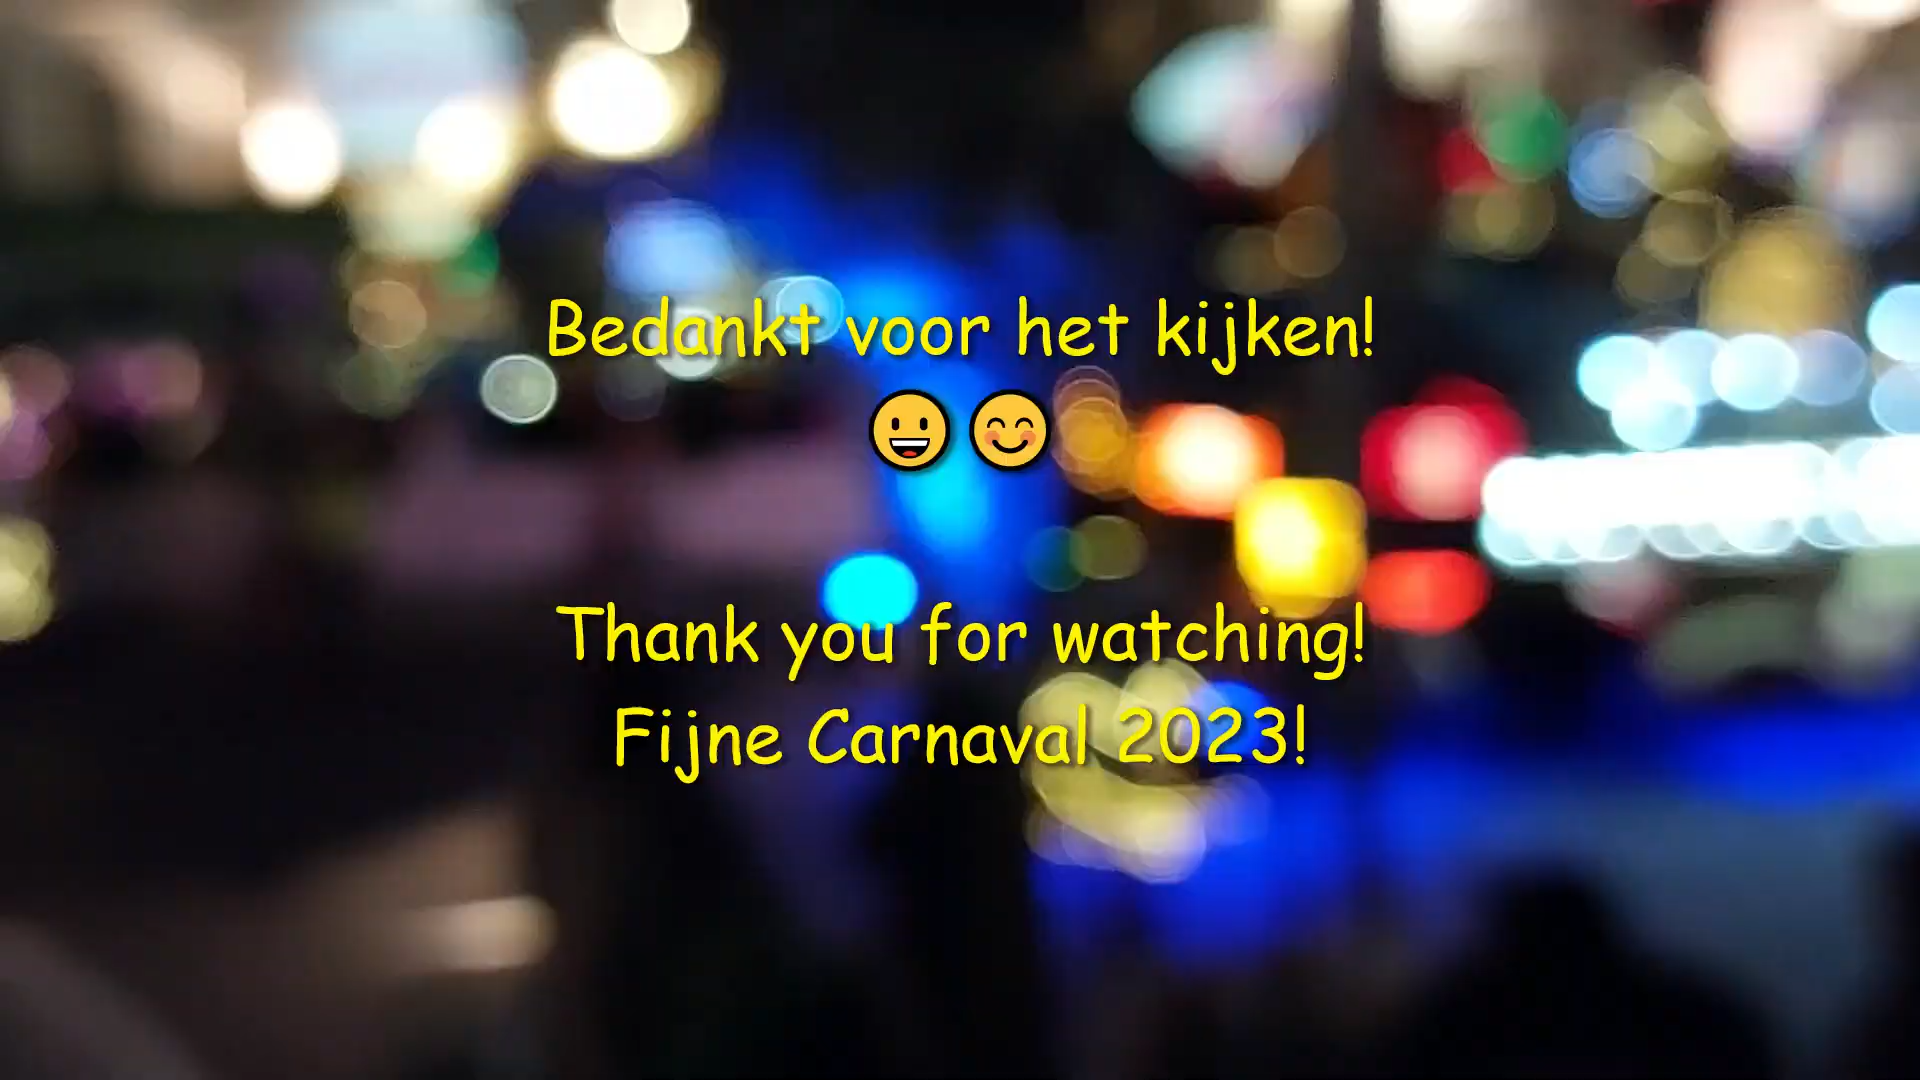 Bedankt voor het kijken!
😀😊
Thank you for watching!
Fijne Carnaval 2023!